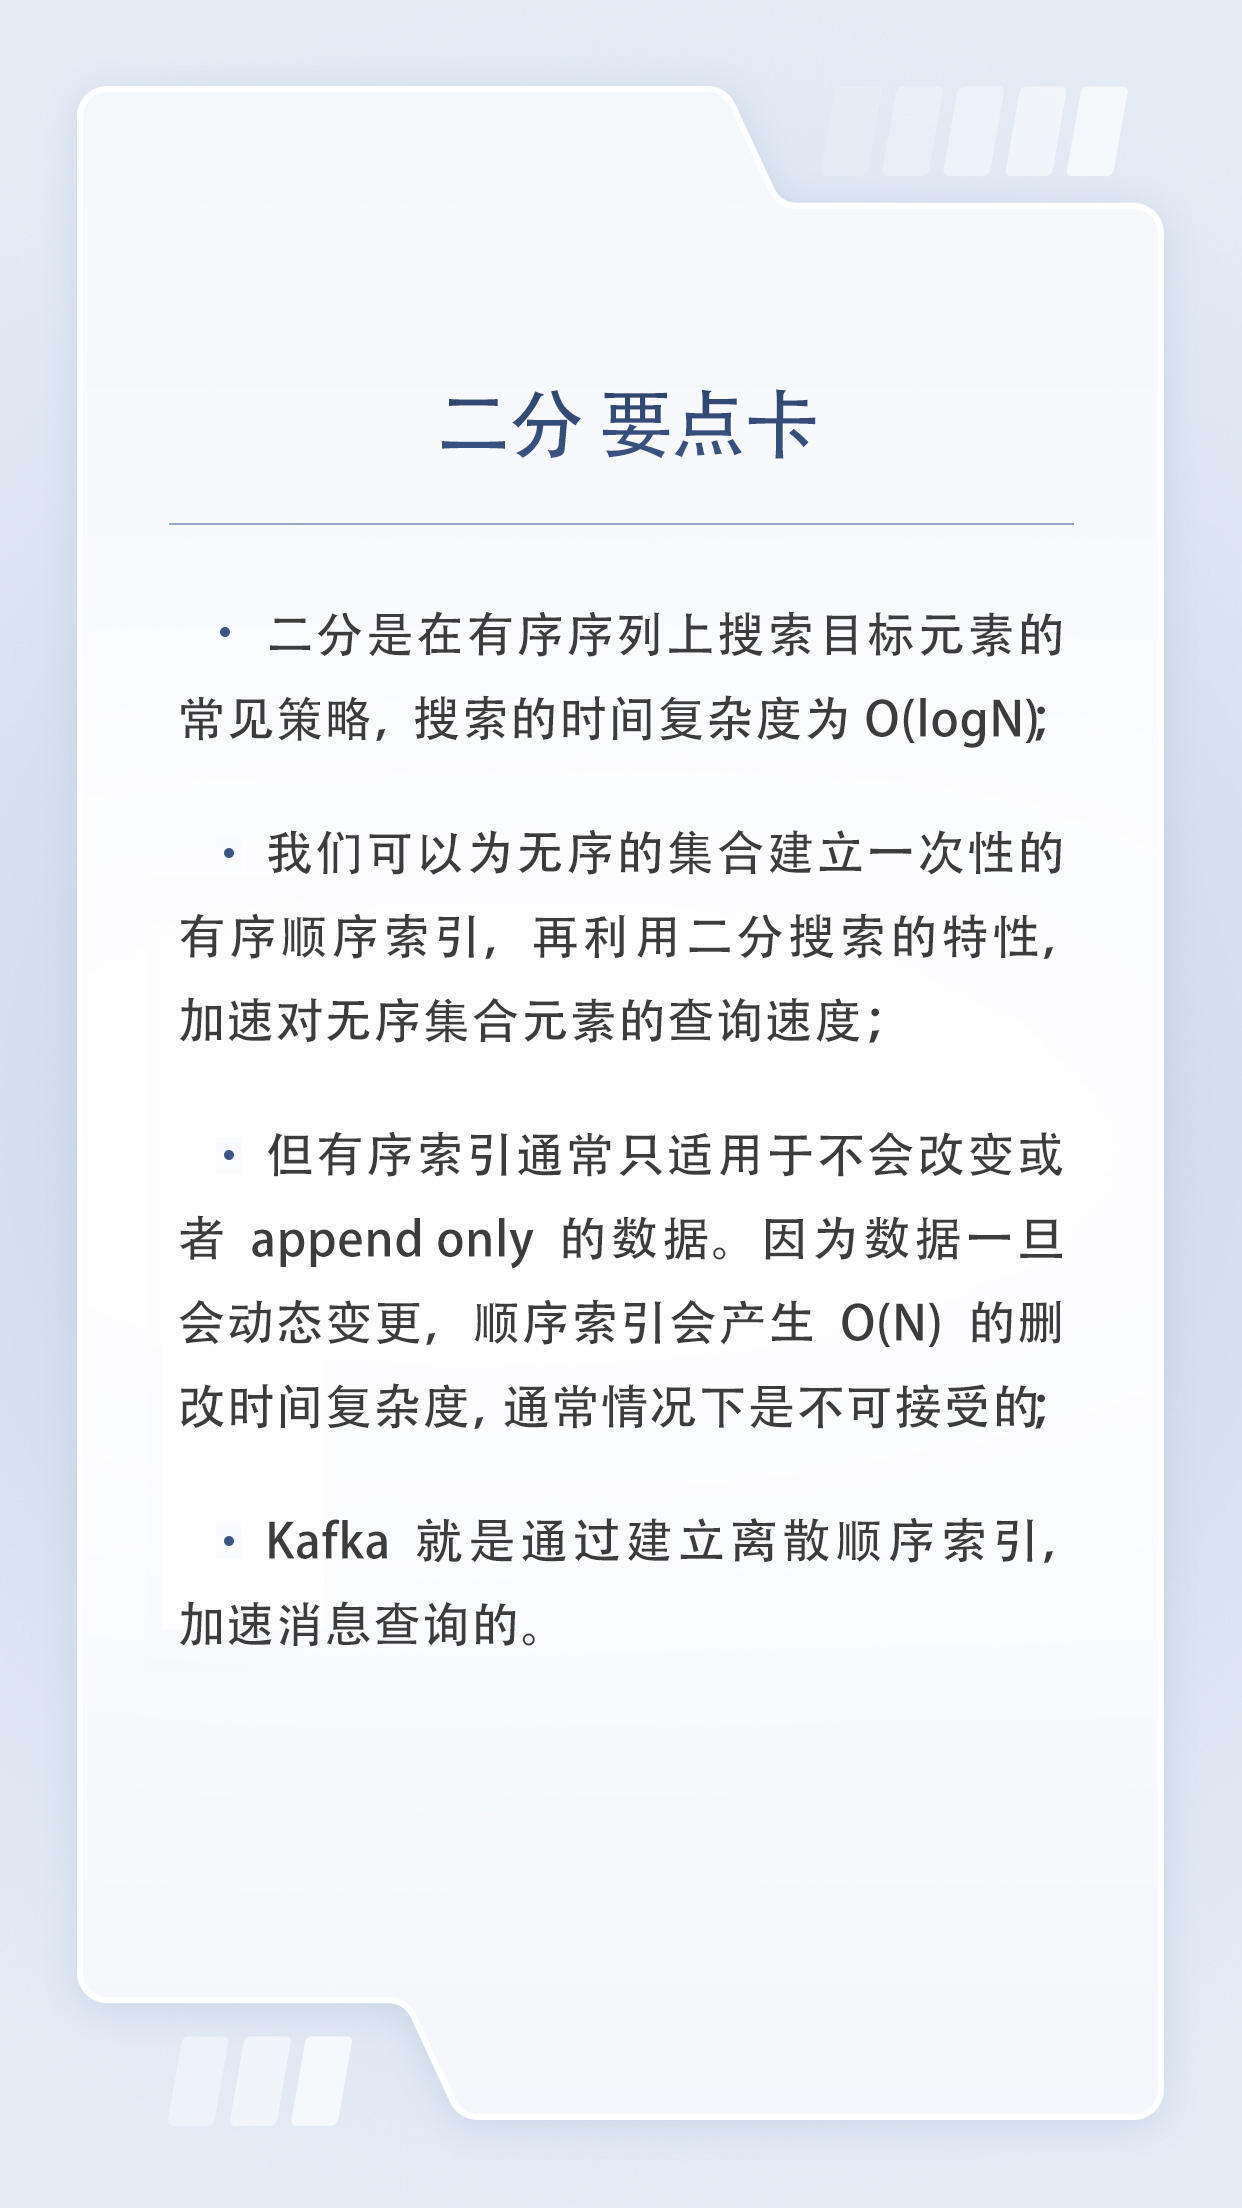 二分 要点卡
• 二分是在有序序列上搜索目标元素的
常见策略，搜索的时间复杂度为 O(logN)；
• 我们可以为无序的集合建立一次性的
有序顺序索引，再利用二分搜索的特性，
加速对无序集合元素的查询速度；
• 但有序索引通常只适用于不会改变或
者 append only 的数据。因为数据一旦
会动态变更，顺序索引会产生 O(N) 的删
改时间复杂度，通常情况下是不可接受的；
• Kafka 就是通过建立离散顺序索引，
加速消息查询的。